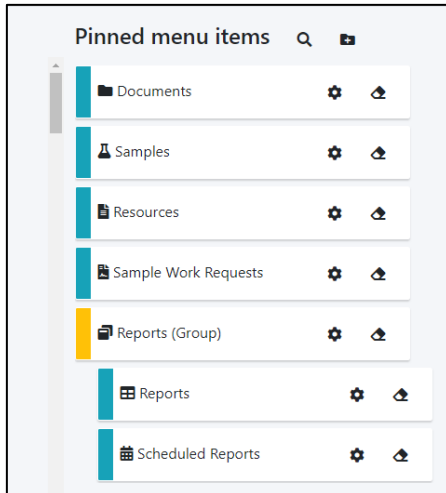 Pinned menu items
Documents
Samples
Resources
Sample Work Requests
Reports (Group)
Reports
Scheduled Reports